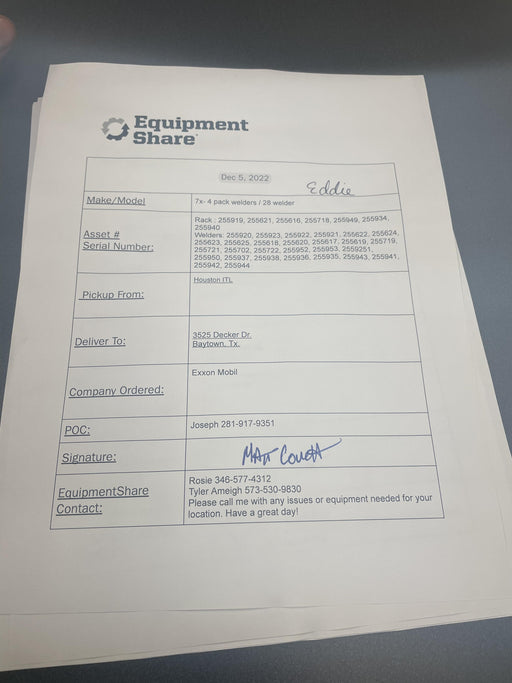 Equipment
Share
Dec 5, 2022
Eddie
Make/Model
7x- 4 pack welders / 28 welder
Asset #
Serial Number:
Rack : 255919, 255621, 255616, 255718, 255949, 255934,
255940
Welders: 255920, 255923, 255922, 255921, 255622, 255624,
255623, 255625, 255618, 255620, 255617, 255619, 255719,
255721, 255702, 255722, 255952, 255953, 2559251,
255950, 255937, 255938, 255936, 255935, 255943, 255941,
255942, 255944
Pickup From:
Houston ITL
Deliver To:
3525 Decker Dr.
Baytown, Tx.
Company Ordered:
Exxon Mobil
POC:
Joseph 281-917-9351
Signature:
Matt
EquipmentShare
Contact:
Rosie 346-577-4312
Tyler Ameigh 573-530-9830
Please call me with any issues or equipment needed for your
location. Have a great day!